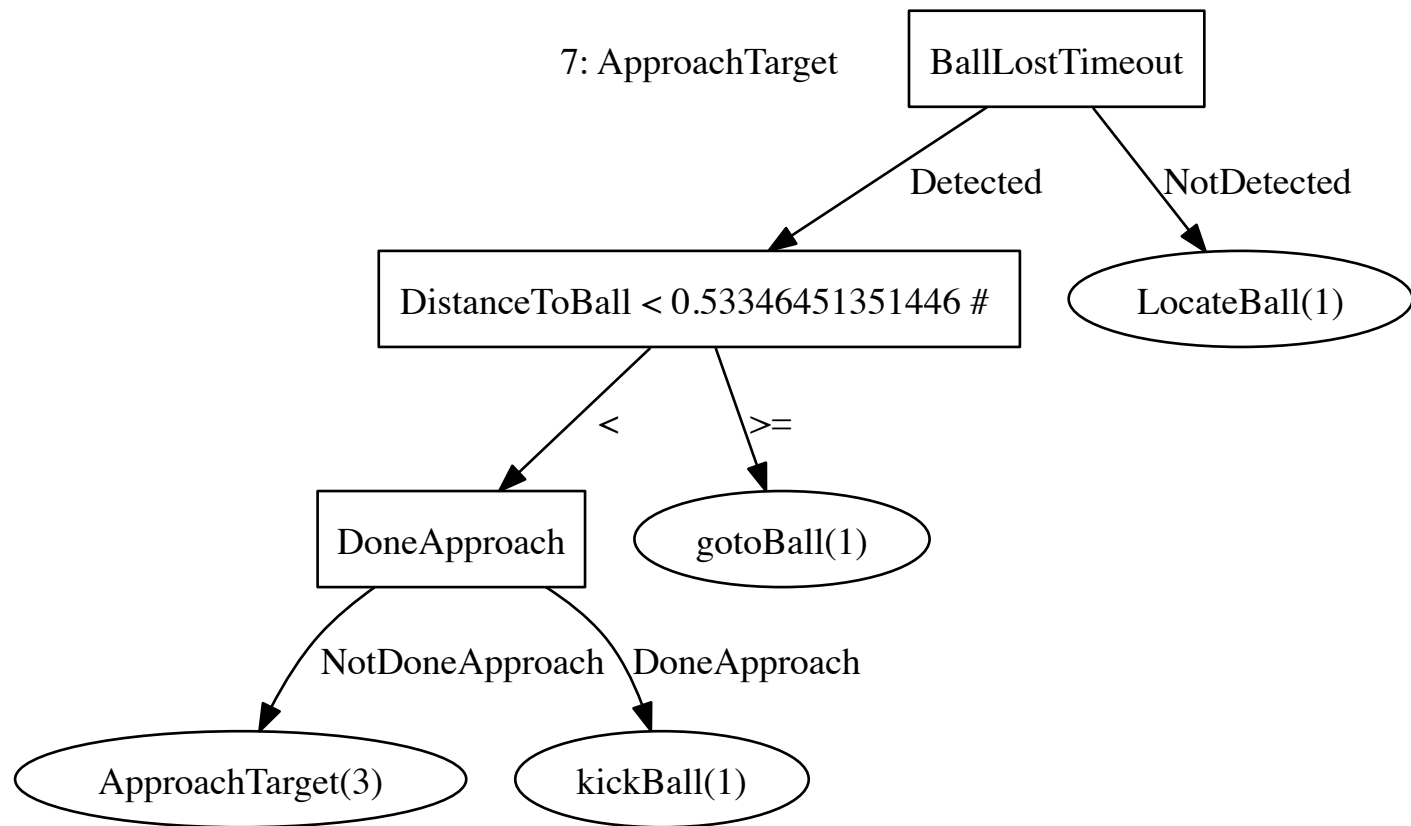 7: ApproachTarget
BallLostTimeout
Detected
NotDetected
DistanceToBall < 0.53346451351446 #
LocateBall(1)
<
>=
DoneApproach
gotoBall(1)
NotDoneApproach
DoneApproach
ApproachTarget(3)
kickBall(1)